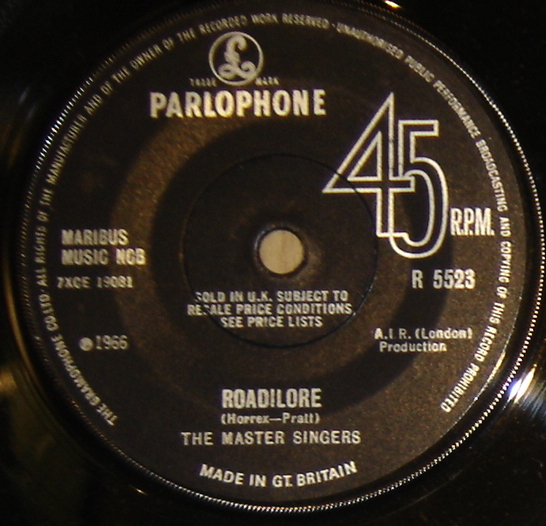 THE GRAMOPHONE CO. LTD. ALL RIGHTS OF THE MANUFACTURER AND OF THE OWNER OF THE RECORDED WORK RESERVED · UNAUTHORISED PUBLIC PERFORMANCE BROADCASTING AND COPYING OF THIS RECORD PROHIBITED
£
TRADE MARK
PARLOPHONE
45 R.P.M.
MARIBUS
MUSIC NCB
7XCE 19081
R 5523
SOLD IN U.K. SUBJECT TO
RESALE PRICE CONDITIONS,
SEE PRICE LISTS
℗1966
A.I.R. (London)
Production
ROADILORE
(Horrex—Pratt)
THE MASTER SINGERS
MADE IN GT. BRITAIN